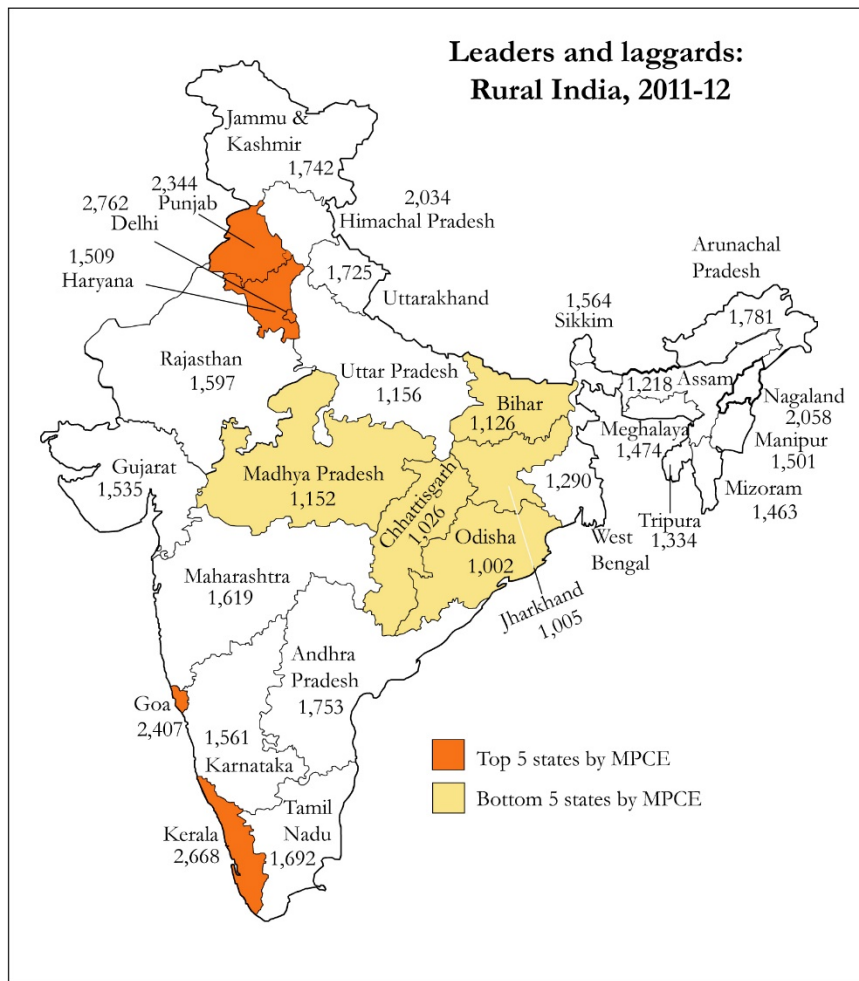 Leaders and laggards:
Rural India, 2011-12
Jammu &
Kashmir
1,742
2,344
Punjab
2,762
Delhi
1,509
Haryana
2,034
Himachal Pradesh
1,725
Uttarakhand
Arunachal
Pradesh
1,781
1,564
Sikkim
Rajasthan
1,597
Uttar Pradesh
1,156
Bihar
1,126
1,218
Assam
Nagaland
2,058
Meghalaya
1,474
Manipur
1,501
Gujarat
1,535
Madhya Pradesh
1,152
Chhattisgarh
1,026
1,290
West
Bengal
Tripura
1,334
Mizoram
1,463
Odisha
1,002
Jharkhand
1,005
Maharashtra
1,619
Andhra
Pradesh
1,753
Goa
2,407
1,561
Karnataka
Top 5 states by MPCE
Bottom 5 states by MPCE
Kerala
2,668
Tamil
Nadu
1,692